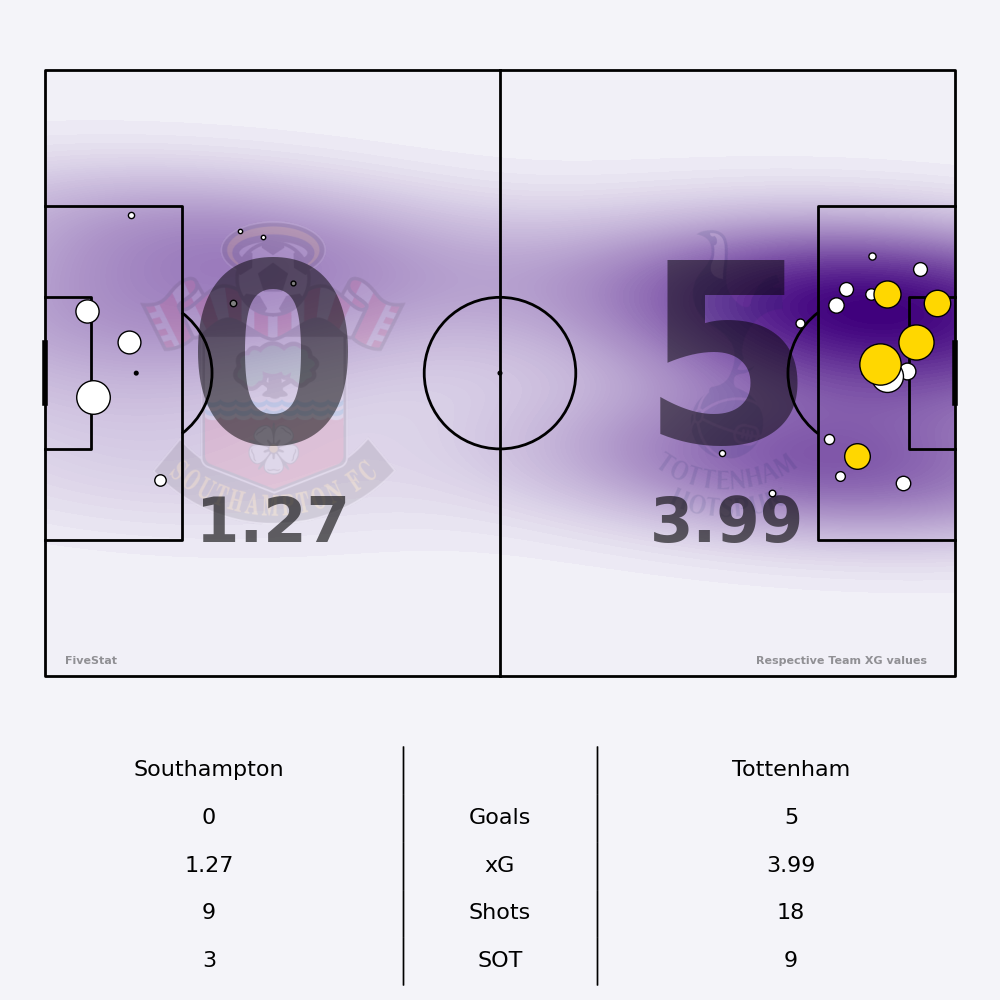 0
5
SOUTHAMPTON FC
TOTTENHAM
HOTSPUR
1.27
3.99
FiveStat
Respective Team XG values
Southampton
Tottenham
0
Goals
5
1.27
xG
3.99
9
Shots
18
3
SOT
9